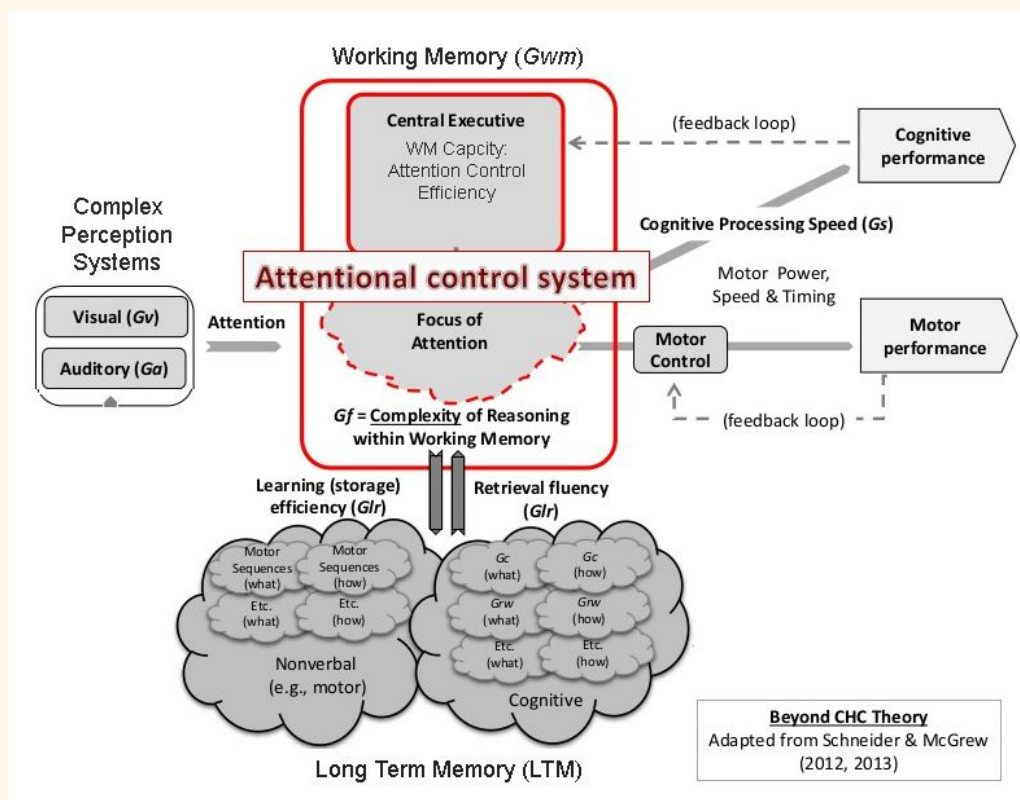 Working Memory (Gwm)
Central Executive
WM Capcity:
Attention Control
Efficiency
(feedback loop)
Cognitive
performance
Complex
Perception
Systems
Cognitive Processing Speed (Gs)
Attentional control system
Motor Power,
Speed & Timing
Visual (Gv)
Auditory (Ga)
Attention
Focus of
Attention
Motor
Control
Motor
performance
(feedback loop)
Gf = Complexity of Reasoning
within Working Memory
Learning (storage)
efficiency (Glr)
Retrieval fluency
(Glr)
Motor
Sequences
(what)
Motor
Sequences
(how)
Etc.
(what)
Etc.
(how)
Nonverbal
(e.g., motor)
Gc
(what)
Gc
(how)
Grw
(what)
Grw
(how)
Etc.
(what)
Etc.
(how)
Cognitive
Long Term Memory (LTM)
Beyond CHC Theory
Adapted from Schneider & McGrew
(2012, 2013)